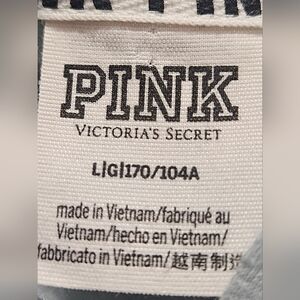 PINK
VICTORIA'S SECRET
L|G|170/104A
made in Vietnam/fabriqué au
Vietnam/hecho en Vietnam/
fabbricato in Vietnam/越南制造